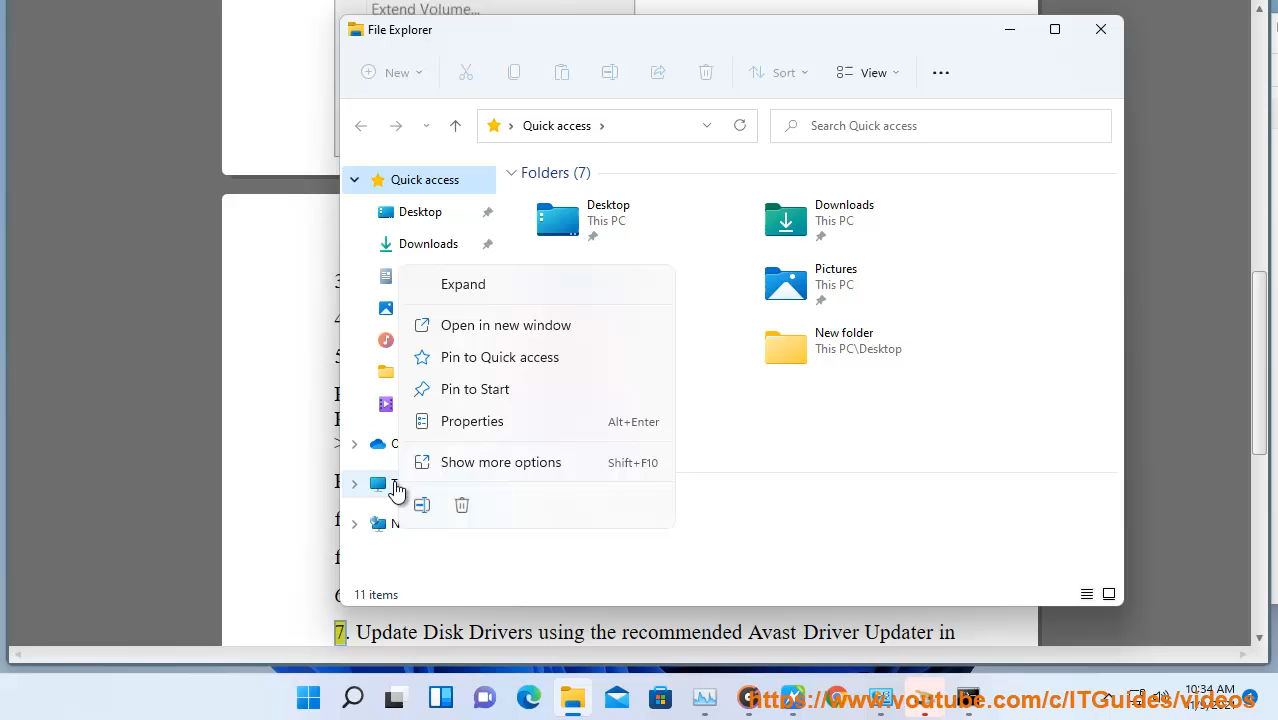 Extend Volume...
File Explorer
New
Sort
View
Quick access
Search Quick access
Quick access
Desktop
Downloads
Folders (7)
Desktop
This PC
Downloads
This PC
Pictures
This PC
New folder
This PC\Desktop
Expand
Open in new window
Pin to Quick access
Pin to Start
Properties Alt+Enter
Show more options Shift+F10
11 items
7. Update Disk Drivers using the recommended Avast Driver Updater in
10:34 AM
https://www.youtube.com/c/ITGuides/videos